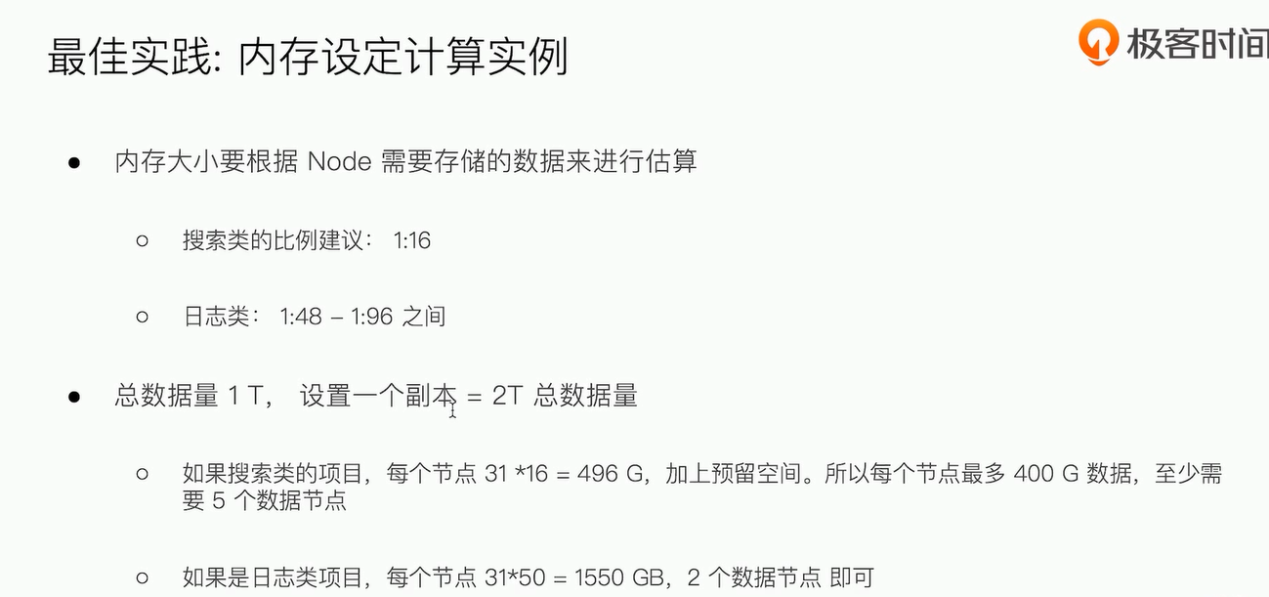 最佳实践: 内存设定计算实例
极客时间
● 内存大小要根据 Node 需要存储的数据来进行估算
○ 搜索类的比例建议： 1:16
○ 日志类： 1:48 – 1:96 之间
● 总数据量 1 T， 设置一个副本 = 2T 总数据量
○ 如果搜索类的项目，每个节点 31 *16 = 496 G，加上预留空间。所以每个节点最多 400 G 数据，至少需
要 5 个数据节点
○ 如果是日志类项目，每个节点 31*50 = 1550 GB，2 个数据节点 即可